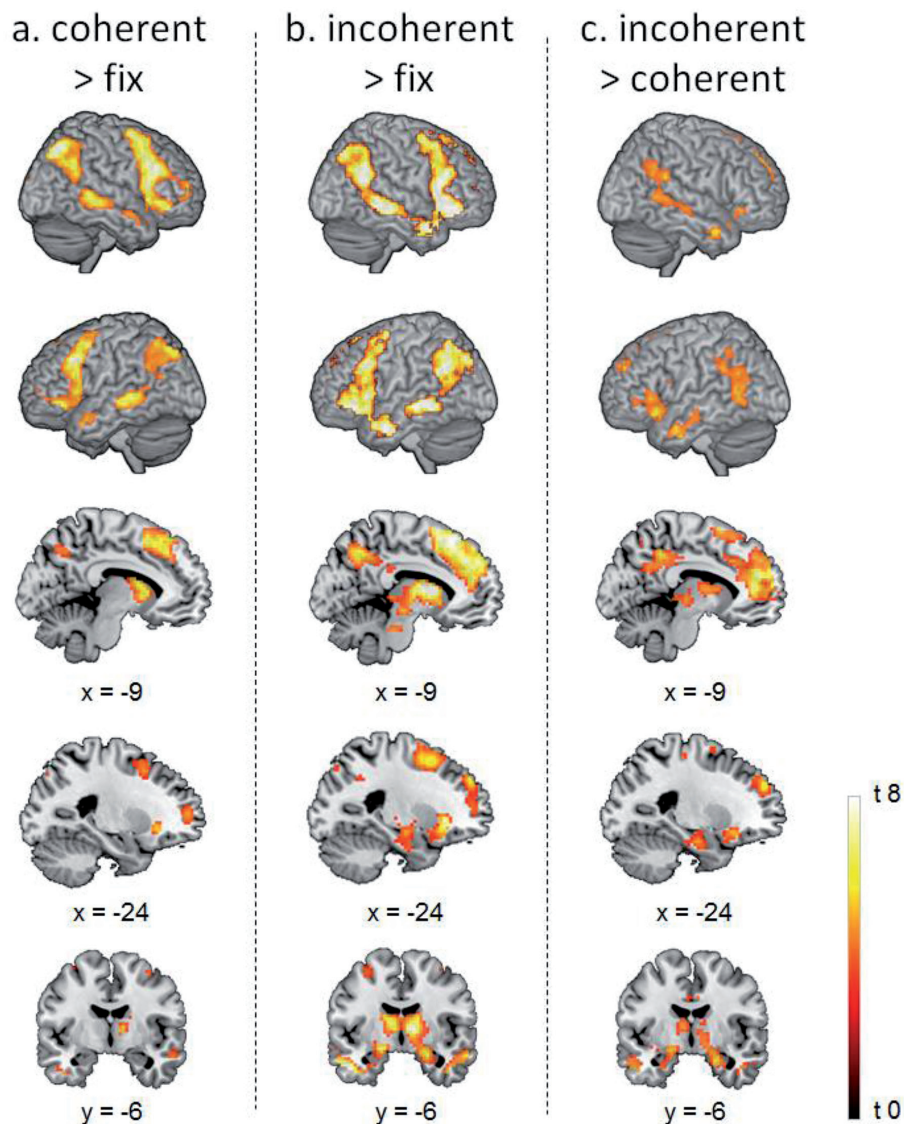 a. coherent
> fix
b. incoherent
> fix
c. incoherent
> coherent
x = -9
x = -9
x = -9
x = -24
x = -24
x = -24
y = -6
y = -6
y = -6
t 8
t 0